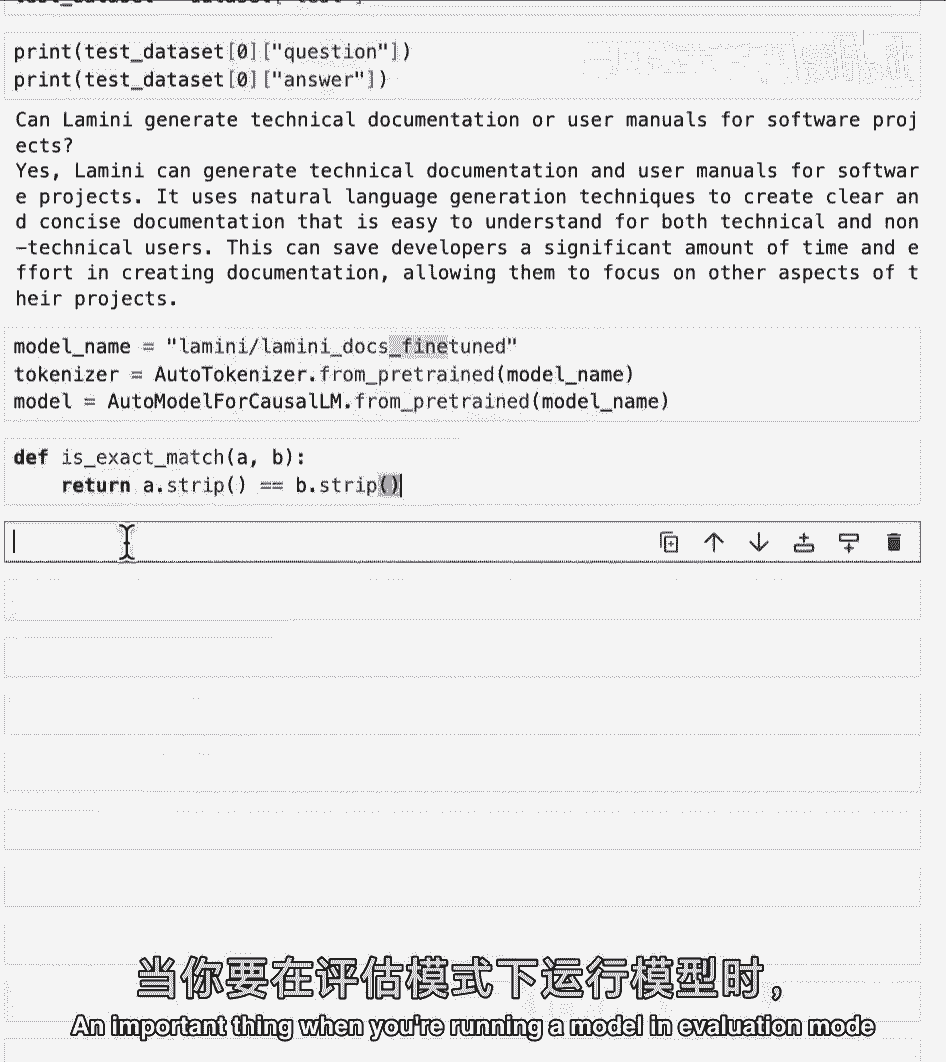 print(test_dataset[0]["question"])
print(test_dataset[0]["answer"])
Can Lamini generate technical documentation or user manuals for software proj
ects?
Yes, Lamini can generate technical documentation and user manuals for softwar
e projects. It uses natural language generation techniques to create clear an
d concise documentation that is easy to understand for both technical and non
-technical users. This can save developers a significant amount of time and e
ffort in creating documentation, allowing them to focus on other aspects of t
heir projects.
model_name = "lamini/lamini_docs_finetuned"
tokenizer = AutoTokenizer.from_pretrained(model_name)
model = AutoModelForCausalLM.from_pretrained(model_name)
def is_exact_match(a, b):
    return a.strip() == b.strip()
当你要在评估模式下运行模型时，
An important thing when you're running a model in evaluation mode